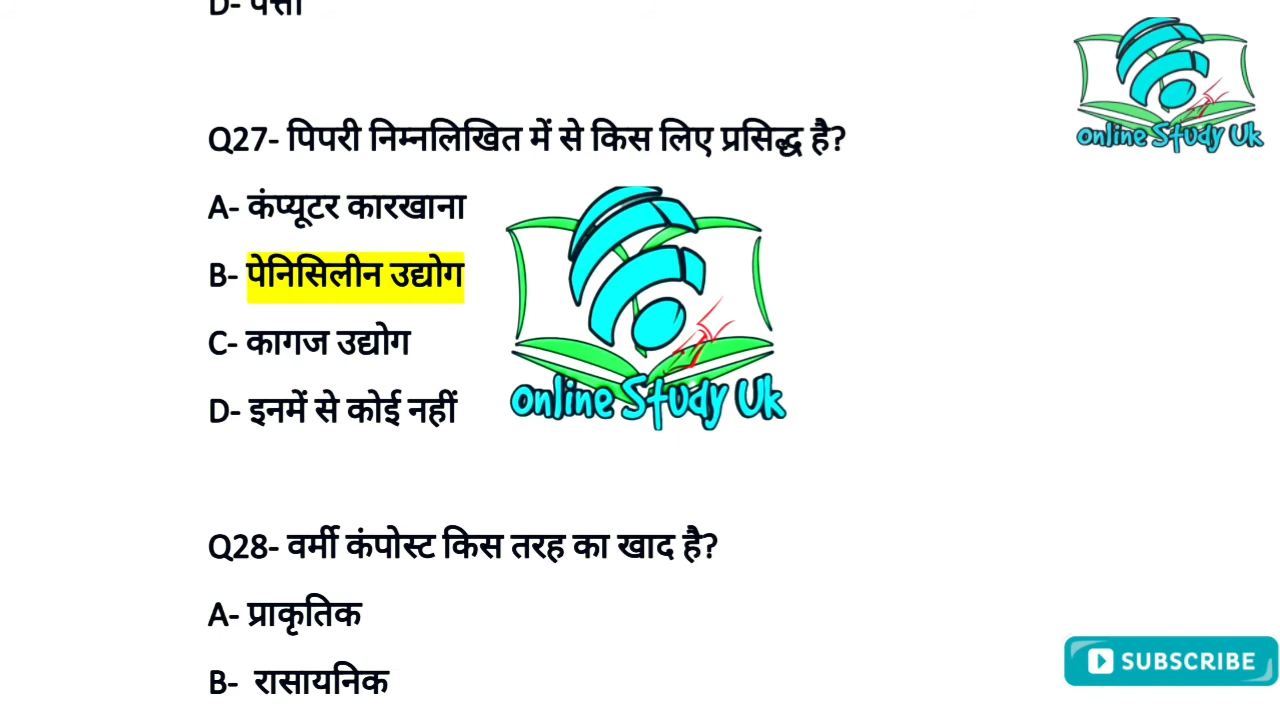 D- पत्ता
Online Study Uk
Q27- पिपरी निम्नलिखित में से किस लिए प्रसिद्ध है?
A- कंप्यूटर कारखाना
B- पेनिसिलीन उद्योग
C- कागज उद्योग
D- इनमें से कोई नहीं
Online Study Uk
Q28- वर्मी कंपोस्ट किस तरह का खाद है?
A- प्राकृतिक
B- रासायनिक
SUBSCRIBE